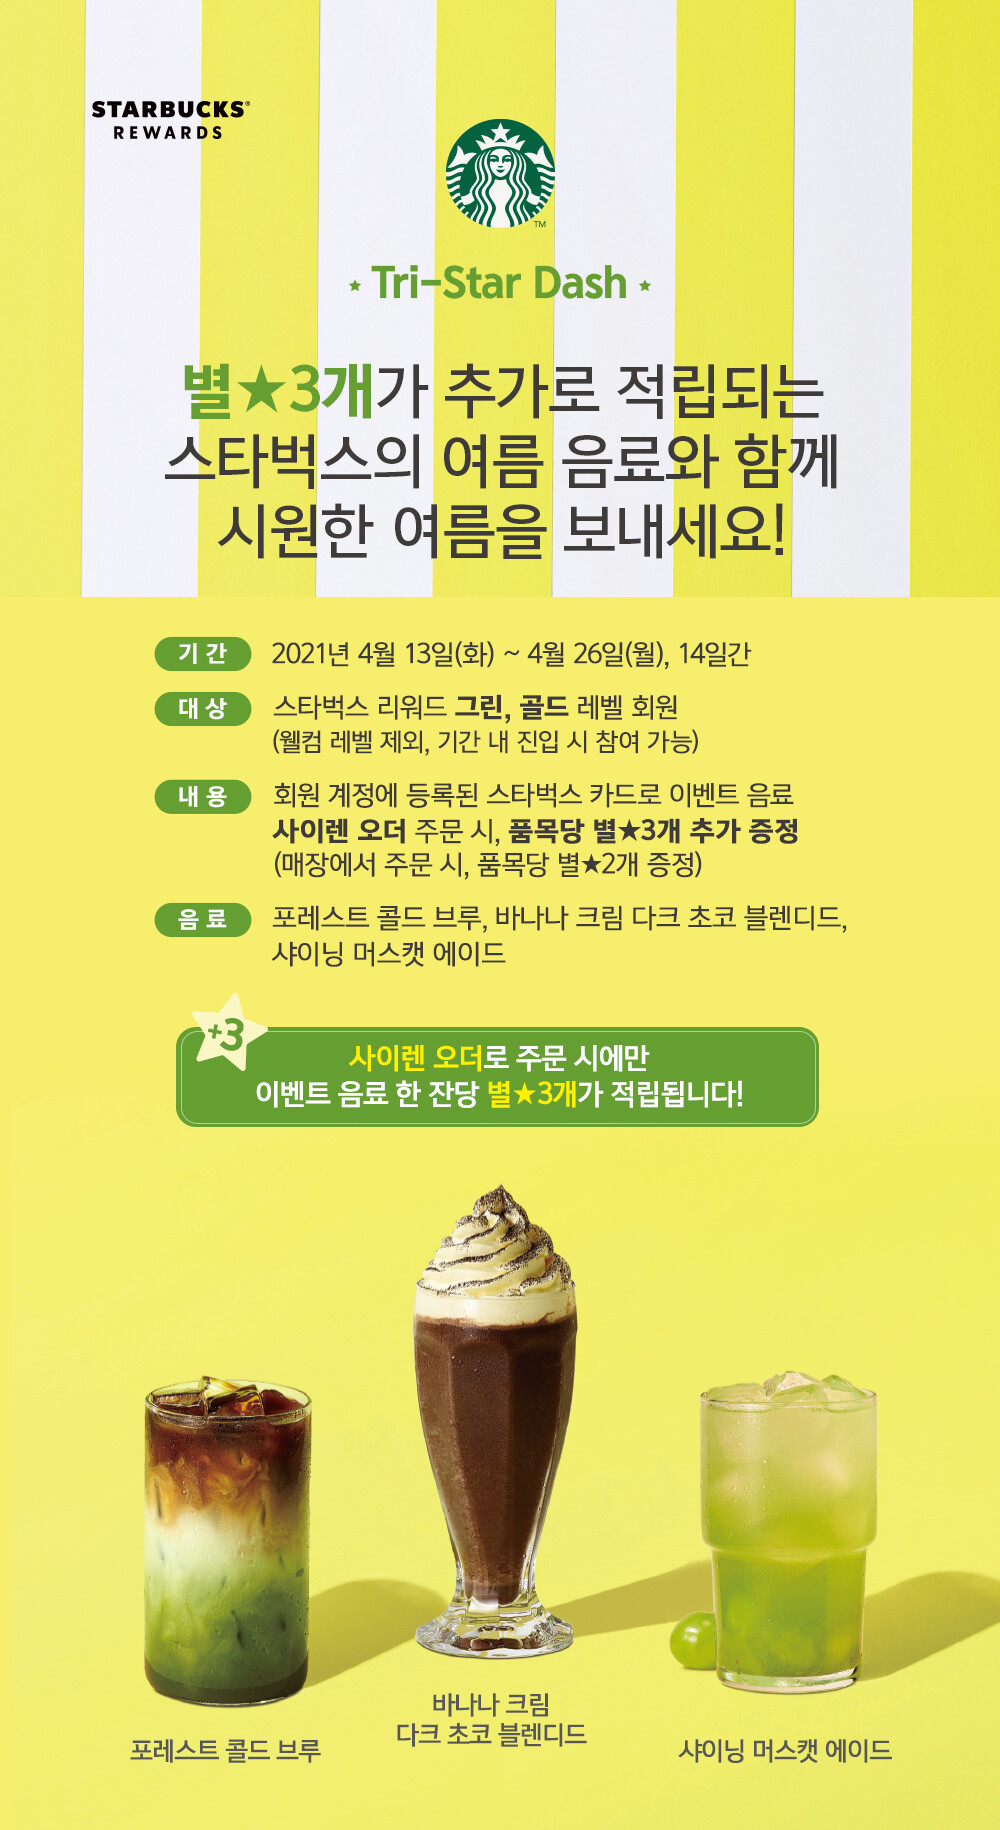 STARBUCKS®
REWARDS
TM
★ Tri-Star Dash ★
별★3개가 추가로 적립되는
스타벅스의 여름 음료와 함께
시원한 여름을 보내세요!
기 간 2021년 4월 13일(화) ~ 4월 26일(월), 14일간
대 상 스타벅스 리워드 그린, 골드 레벨 회원
(웰컴 레벨 제외, 기간 내 진입 시 참여 가능)
내 용 회원 계정에 등록된 스타벅스 카드로 이벤트 음료
사이렌 오더 주문 시, 품목당 별★3개 추가 증정
(매장에서 주문 시, 품목당 별★2개 증정)
음 료 포레스트 콜드 브루, 바나나 크림 다크 초코 블렌디드,
샤이닝 머스캣 에이드
+3
사이렌 오더로 주문 시에만
이벤트 음료 한 잔당 별★3개가 적립됩니다!
포레스트 콜드 브루
바나나 크림
다크 초코 블렌디드
샤이닝 머스캣 에이드